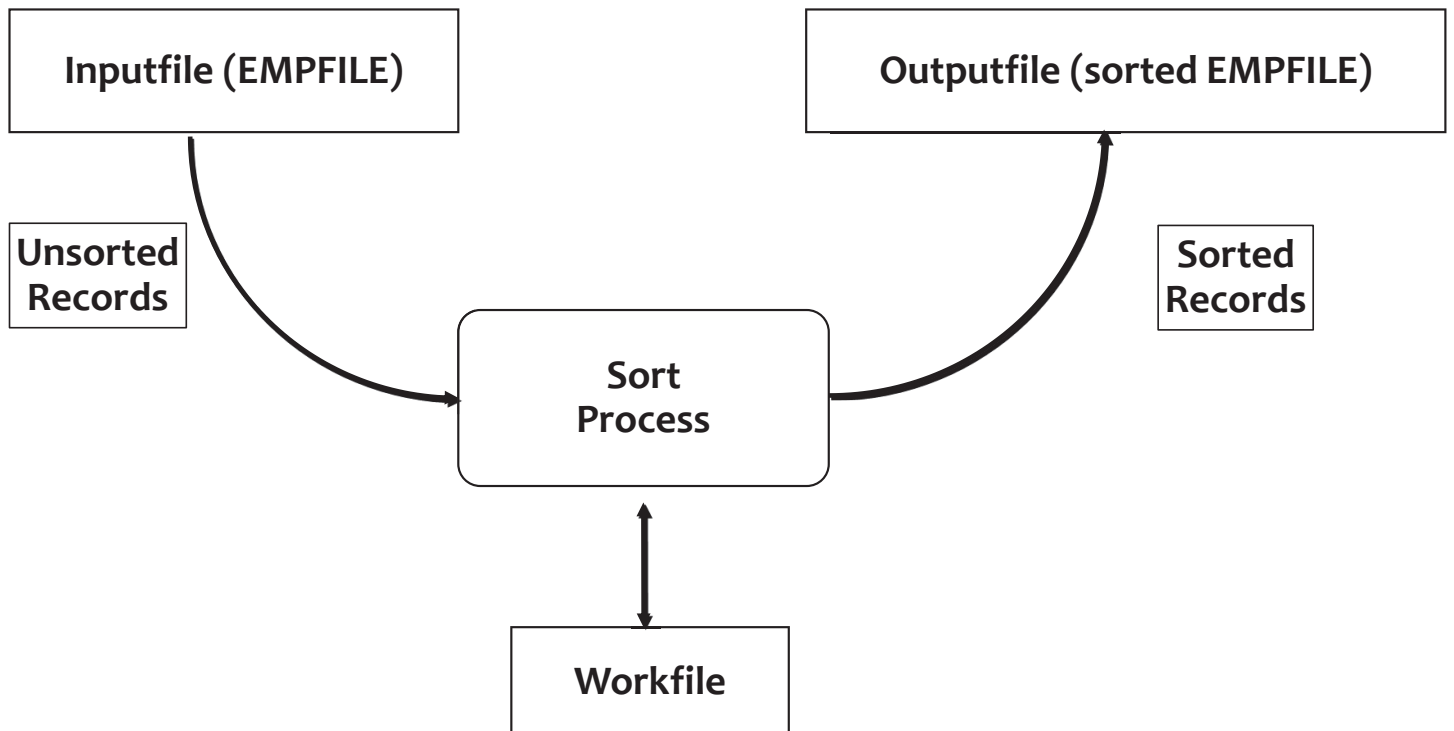 Inputfile (EMPFILE)
Outputfile (sorted EMPFILE)
Unsorted
Records
Sorted
Records
Sort
Process
Workfile